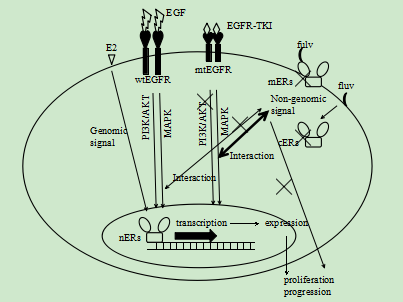 EGF
EGFR-TKI
E2
fulv
wtEGFR
mtEGFR
mERs
fluv
Non-genomic
signal
Genomic
signal
PI3K/AKT
MAPK
PI3K/AKT
MAPK
cERs
Interaction
Interaction
transcription
expression
nERs
proliferation
progression